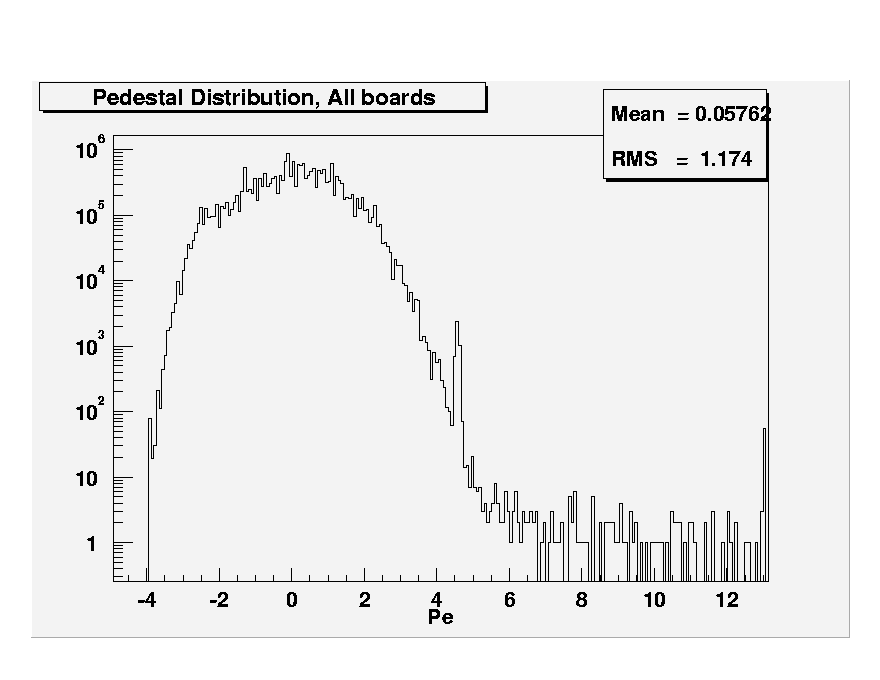 Pedestal Distribution, All boards
Mean = 0.05762
RMS = 1.174
10^6
10^5
10^4
10^3
10^2
10
1
-4 -2 0 2 4 6 8 10 12
Pe